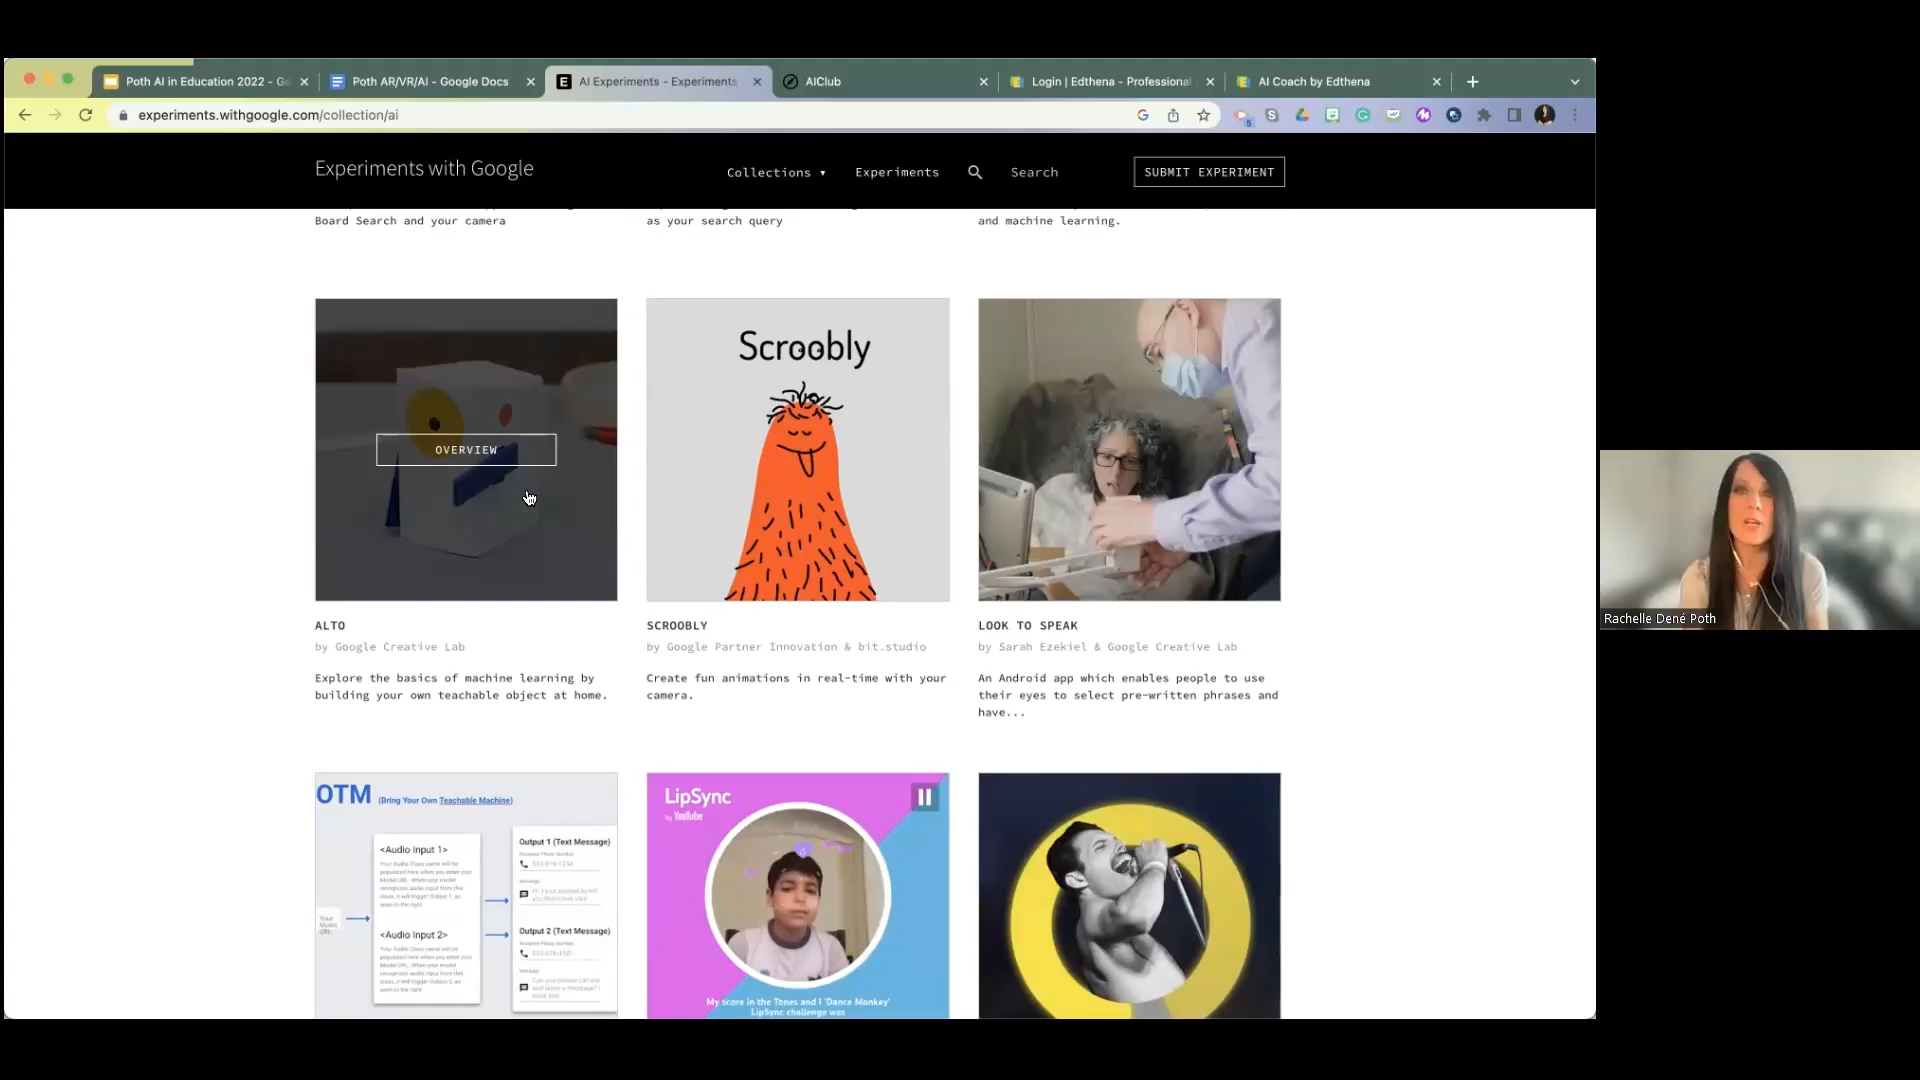 Poth AI in Education 2022 - Go
Poth AR/VR/AI - Google Docs
AI Experiments - Experiments
AIClub
Login | Edthena - Professional
AI Coach by Edthena
experiments.withgoogle.com/collection/ai
Experiments with Google
Collections ▾
Experiments
Search
SUBMIT EXPERIMENT
Board Search and your camera
as your search query
and machine learning.
OVERVIEW
Scroobly
ALTO
by Google Creative Lab
Explore the basics of machine learning by
building your own teachable object at home.
SCROOBLY
by Google Partner Innovation & bit.studio
Create fun animations in real-time with your
camera.
LOOK TO SPEAK
by Sarah Ezekiel & Google Creative Lab
An Android app which enables people to use
their eyes to select pre-written phrases and
have...
OTM (Bring Your Own Teachable Machine)
<Audio Input 1>
<Audio Input 2>
Output 1 (Text Message)
Output 2 (Text Message)
LipSync
by YouTube
My score in the Tones and I 'Dance Monkey'
LipSync challenge was
Rachelle Dené Poth